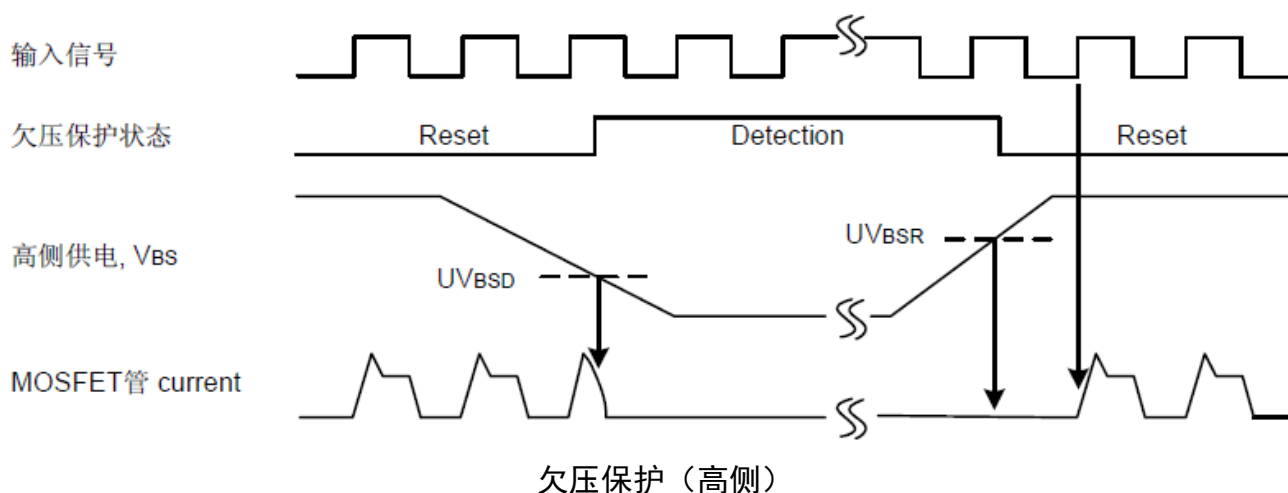 输入信号
欠压保护状态
Reset
Detection
Reset
高侧供电, VBS
UVBSD
UVBSR
MOSFET管 current
欠压保护（高侧）